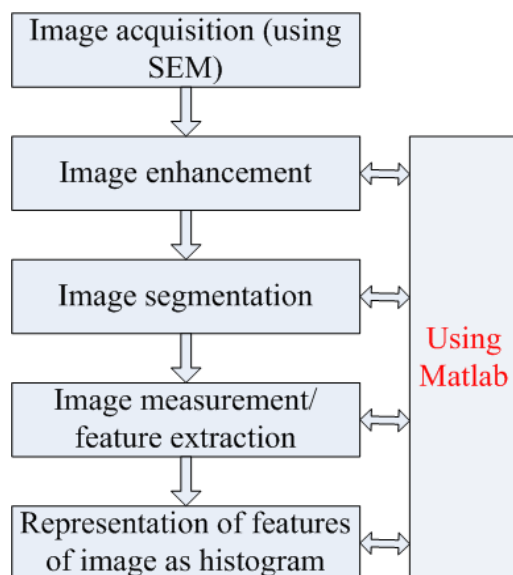 Image acquisition (using
SEM)
Image enhancement
Image segmentation
Using
Matlab
Image measurement/
feature extraction
Representation of features
of image as histogram